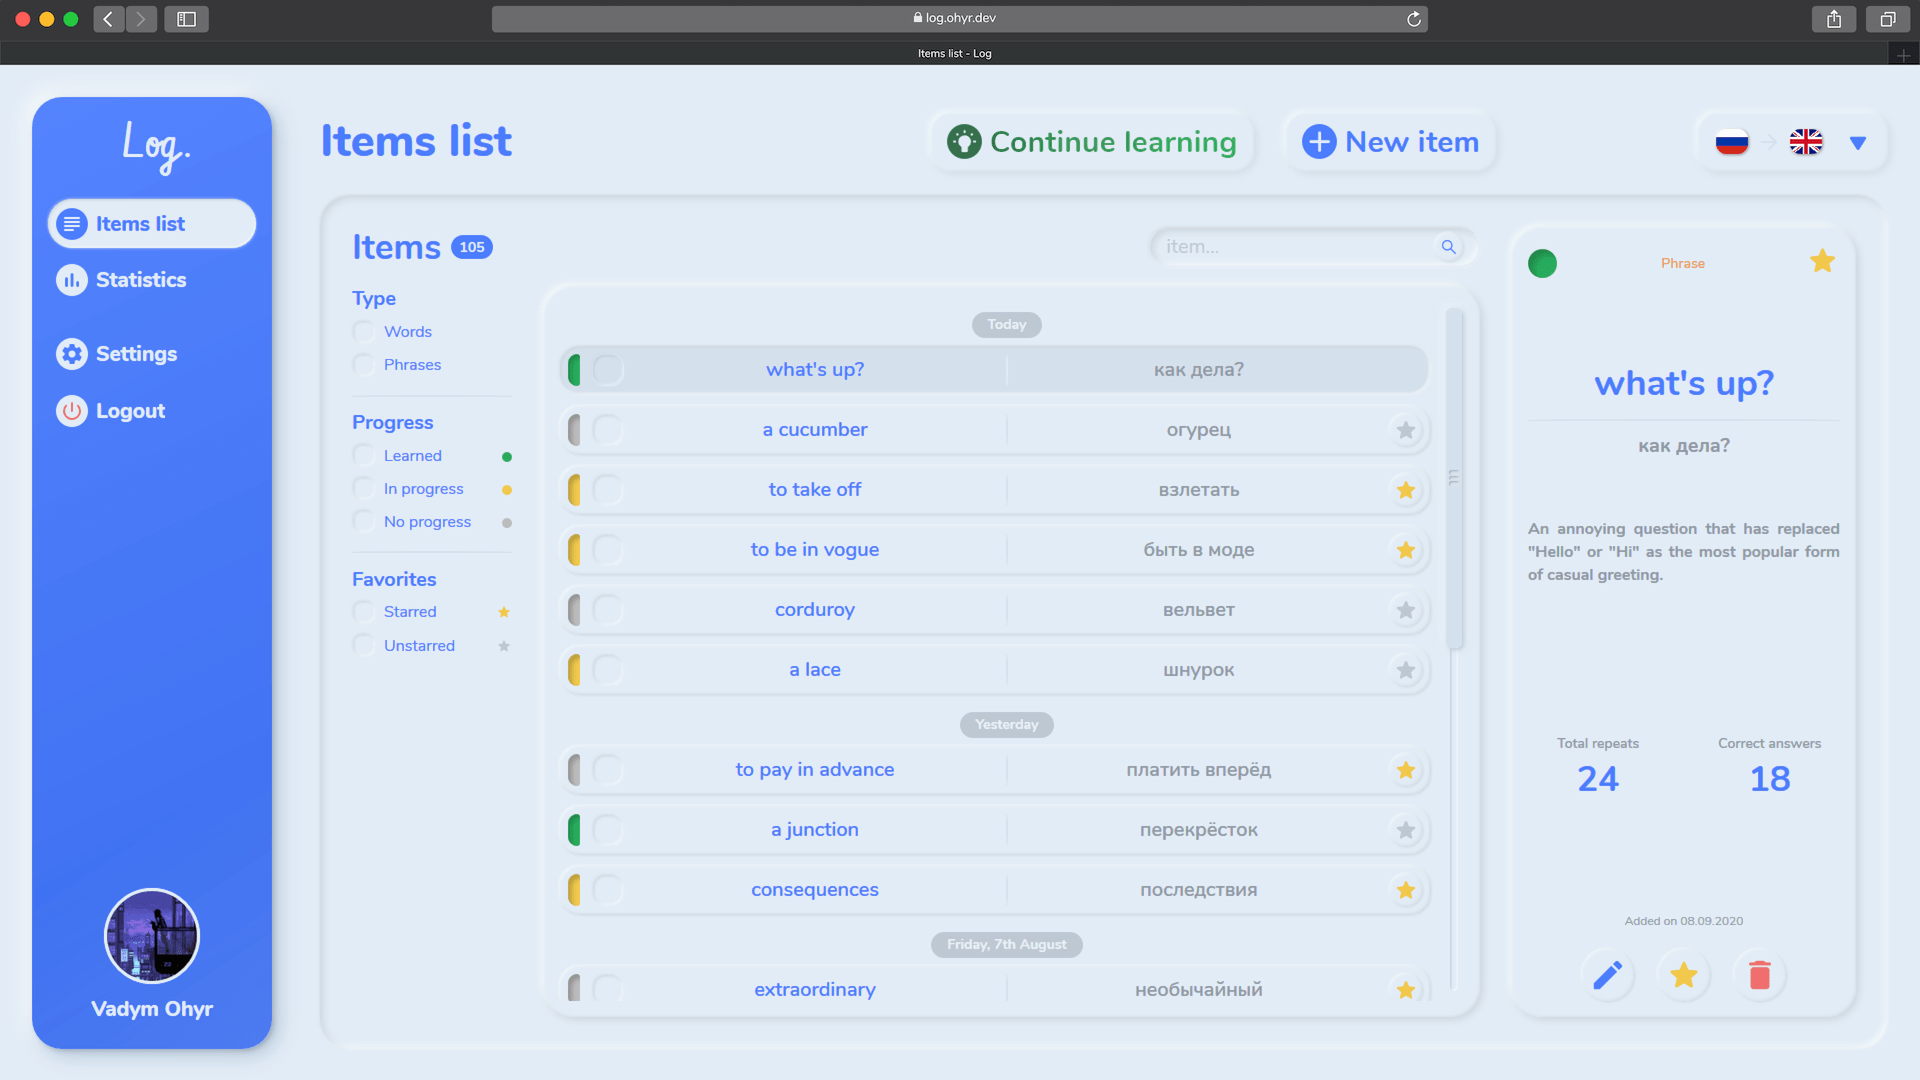 log.ohyr.dev
Items list - Log
Log.
Items list
Statistics
Settings
Logout
Vadym Ohyr
Items list
Continue learning
New item
Items 105
item...
Type
Words
Phrases
Progress
Learned
In progress
No progress
Favorites
Starred
Unstarred
Today
what's up? как дела?
a cucumber огурец
to take off взлетать
to be in vogue быть в моде
corduroy вельвет
a lace шнурок
Yesterday
to pay in advance платить вперёд
a junction перекрёсток
consequences последствия
Friday, 7th August
extraordinary необычайный
Phrase
what's up?
как дела?
An annoying question that has replaced
"Hello" or "Hi" as the most popular form
of casual greeting.
Total repeats Correct answers
24 18
Added on 08.09.2020